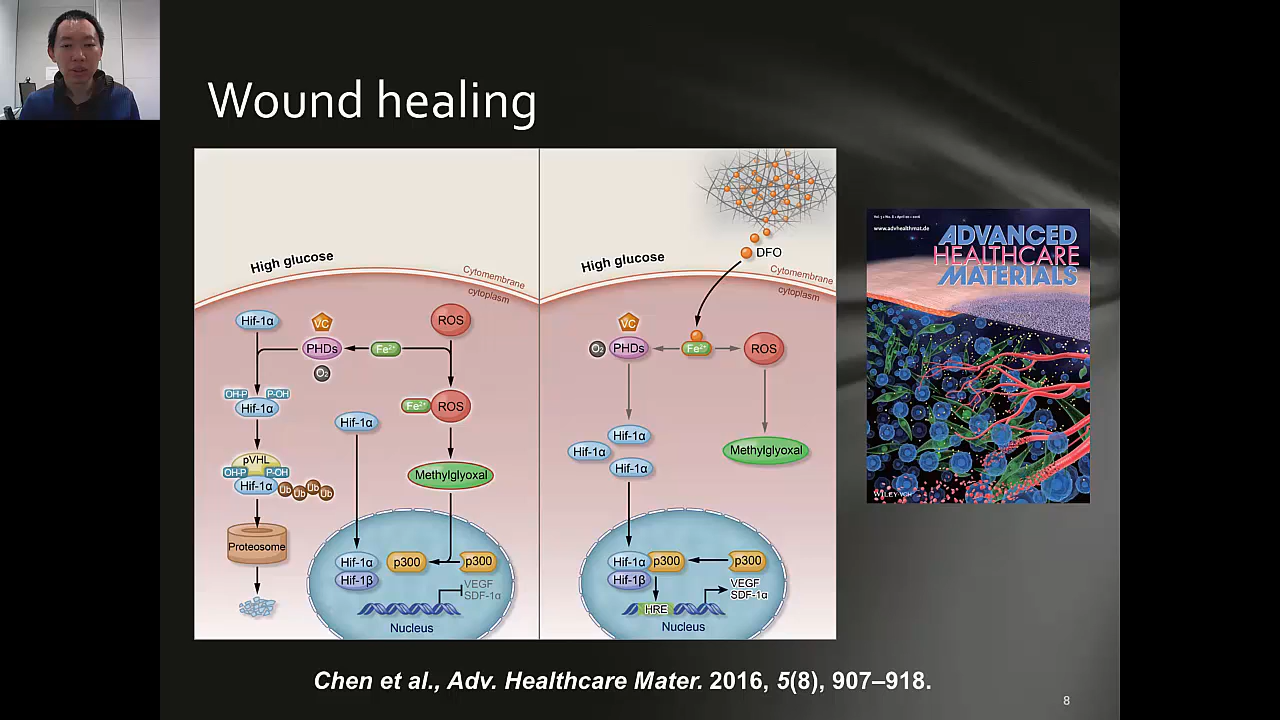 Wound healing
High glucose
Cytomembrane
cytoplasm
Hif-1α
VC
ROS
PHDs
Fe²⁺
O₂
OH-P
P-OH
Hif-1α
Fe²⁺
ROS
Hif-1α
pVHL
OH-P
P-OH
Hif-1α
Ub
Ub
Ub
Ub
Methylglyoxal
Proteosome
Hif-1α
Hif-1β
p300
p300
VEGF
SDF-1α
Nucleus
DFO
High glucose
Cytomembrane
cytoplasm
VC
O₂
PHDs
Fe²⁺
ROS
Hif-1α
Hif-1α
Hif-1α
Methylglyoxal
Hif-1α
p300
p300
Hif-1β
VEGF
SDF-1α
HRE
Nucleus
www.advhealthmat.de
ADVANCED
HEALTHCARE
MATERIALS
WILEY-VCH
Chen et al., Adv. Healthcare Mater. 2016, 5(8), 907–918.
8